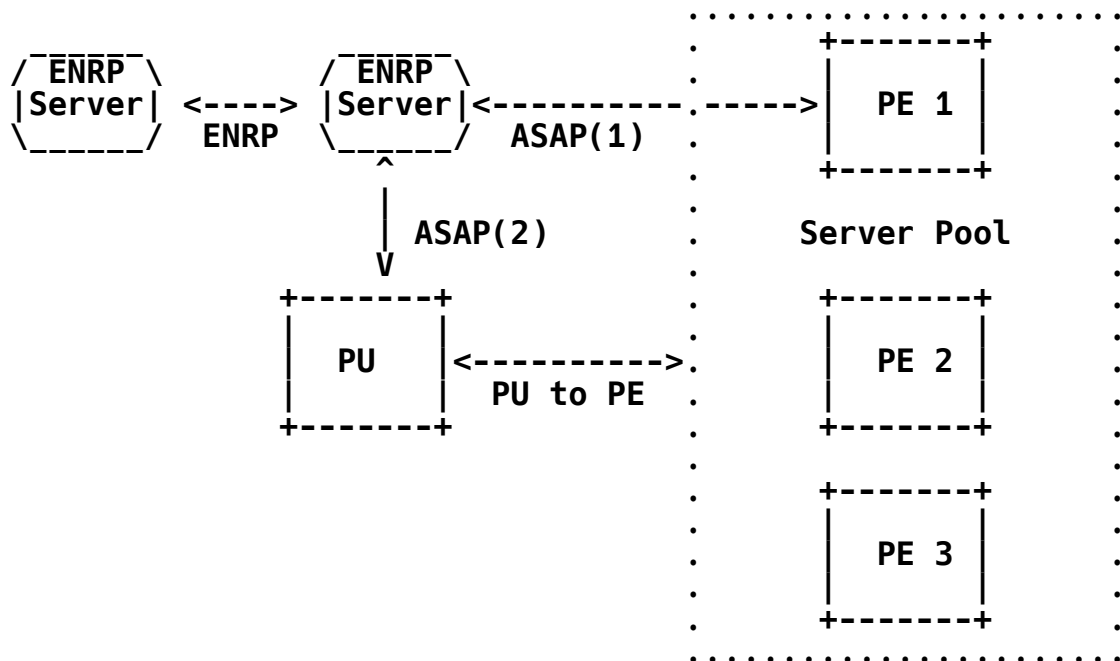 ENRP ENRP
Server <----> Server <---------- -----> PE 1
ENRP ASAP(1)
ASAP(2)
Server Pool
PU <----------> PE 2
PU to PE
PE 3